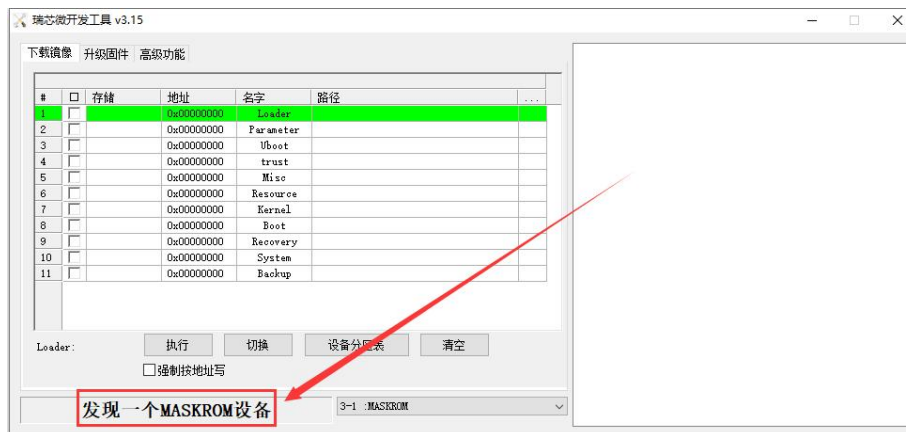 瑞芯微开发工具 v3.15
下载镜像 升级固件 高级功能
# 存储 地址 名字 路径 ...
1 0x00000000 Loader
2 0x00000000 Parameter
3 0x00000000 Uboot
4 0x00000000 trust
5 0x00000000 Misc
6 0x00000000 Resource
7 0x00000000 Kernel
8 0x00000000 Boot
9 0x00000000 Recovery
10 0x00000000 System
11 0x00000000 Backup
Loader: 执行 切换 设备分区表 清空
强制按地址写
发现一个MASKROM设备 3-1 :MASKROM